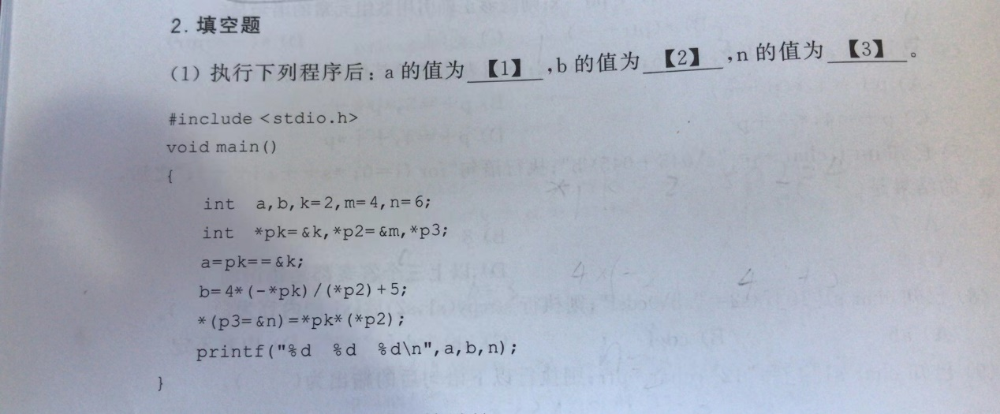 2. 填空题
(1) 执行下列程序后: a 的值为 【1】 ,b 的值为 【2】 ,n 的值为 【3】 。
#include <stdio.h>
void main()
{
int a,b,k=2,m=4,n=6;
int *pk=&k,*p2=&m,*p3;
a=pk==&k;
b=4*(-*pk)/(*p2)+5;
*(p3=&n)=*pk*(*p2);
printf("%d %d %d\n",a,b,n);
}